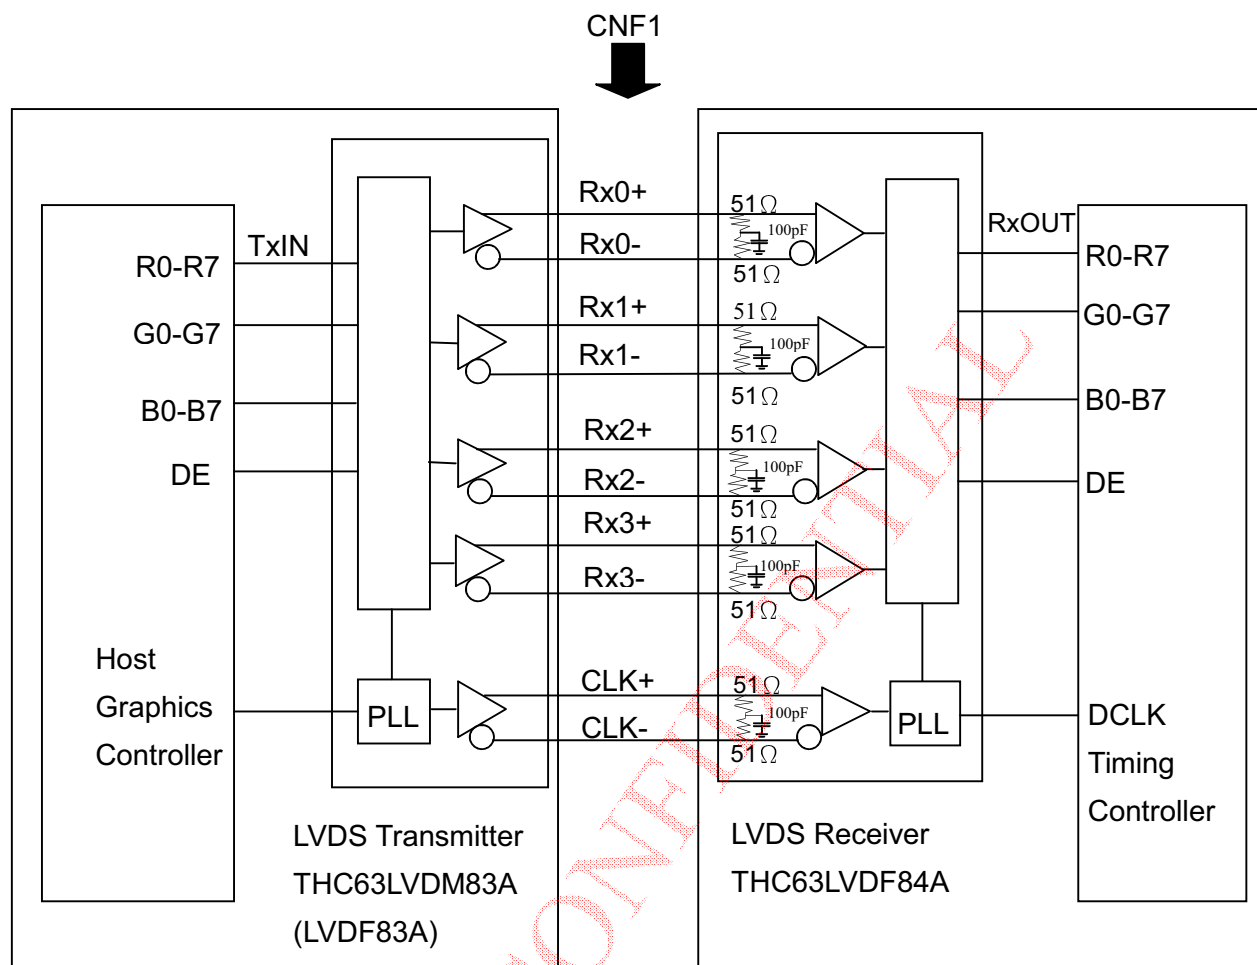 CNF1
Rx0+
Rx0-
Rx1+
Rx1-
Rx2+
Rx2-
Rx3+
Rx3-
CLK+
CLK-
TxIN
R0-R7
G0-G7
B0-B7
DE
Host
Graphics
Controller
PLL
LVDS Transmitter
THC63LVDM83A
(LVDF83A)
51Ω
100pF
51Ω
51Ω
100pF
51Ω
51Ω
100pF
51Ω
51Ω
100pF
51Ω
51Ω
100pF
51Ω
PLL
LVDS Receiver
THC63LVDF84A
RxOUT
R0-R7
G0-G7
B0-B7
DE
DCLK
Timing
Controller
ONFIDENTIAL